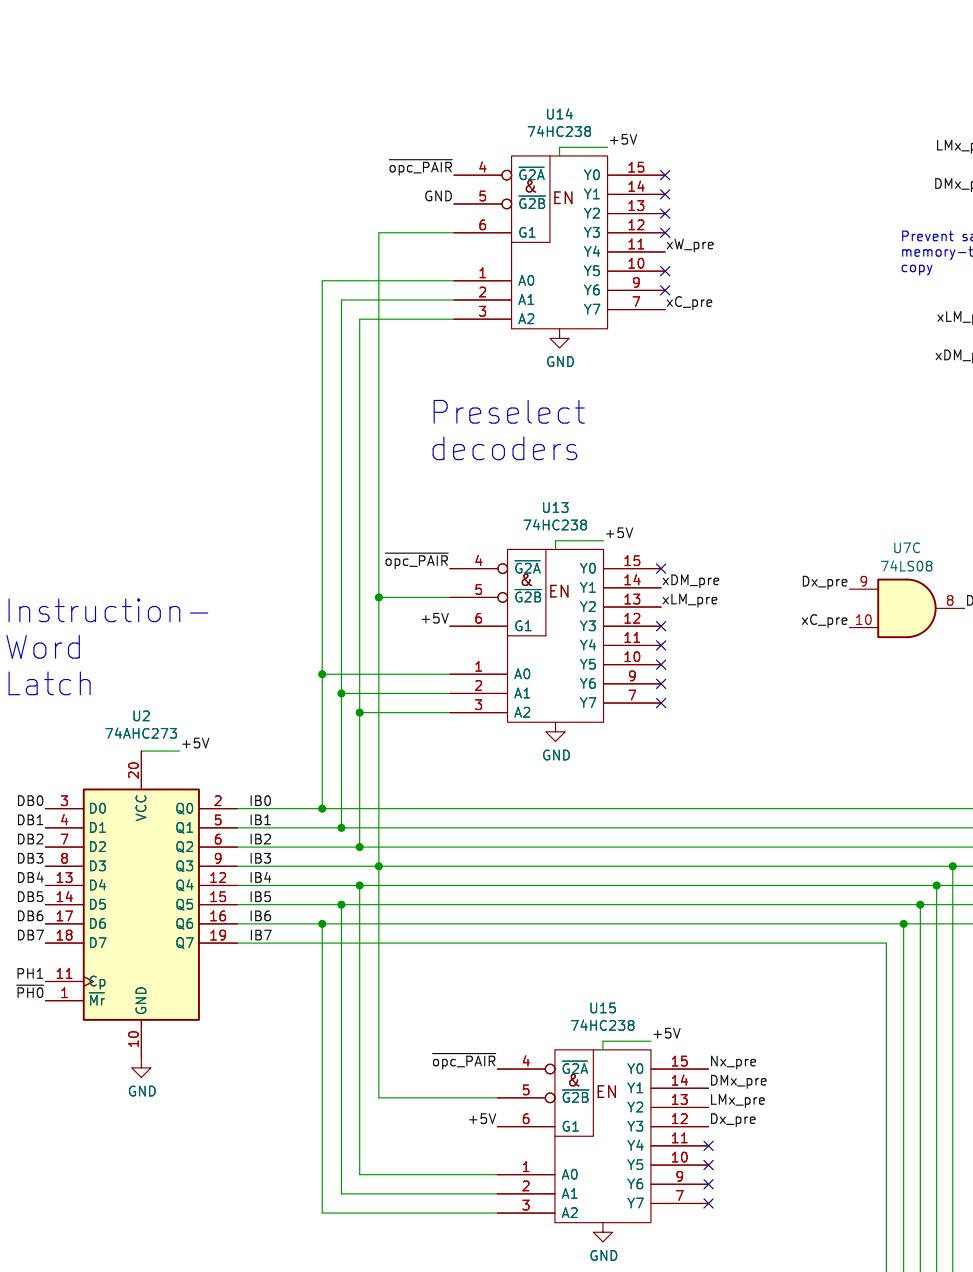 U14
74HC238
+5V
opc_PAIR
4
G2A
&
GND
5
G2B
EN
6
G1
1
A0
2
A1
3
A2
Y0
15
Y1
14
Y2
13
Y3
12
Y4
11
xW_pre
Y5
10
Y6
9
Y7
7
xC_pre
GND
Preselect
decoders
LMx_p
DMx_p
Prevent sa
memory-t
copy
xLM_p
xDM_p
U13
74HC238
+5V
opc_PAIR
4
G2A
&
5
G2B
EN
+5V
6
G1
1
A0
2
A1
3
A2
Y0
15
Y1
14
xDM_pre
Y2
13
xLM_pre
Y3
12
Y4
11
Y5
10
Y6
9
Y7
7
GND
U7C
74LS08
Dx_pre
9
xC_pre
10
8
D
Instruction-
Word
Latch
U2
74AHC273
+5V
20
VCC
DB0 3 D0 Q0 2 IB0
DB1 4 D1 Q1 5 IB1
DB2 7 D2 Q2 6 IB2
DB3 8 D3 Q3 9 IB3
DB4 13 D4 Q4 12 IB4
DB5 14 D5 Q5 15 IB5
DB6 17 D6 Q6 16 IB6
DB7 18 D7 Q7 19 IB7
PH1 11 Cp
PH0 1 Mr
GND
10
GND
U15
74HC238
+5V
opc_PAIR
4
G2A
&
5
G2B
EN
+5V
6
G1
1
A0
2
A1
3
A2
Y0
15
Nx_pre
Y1
14
DMx_pre
Y2
13
LMx_pre
Y3
12
Dx_pre
Y4
11
Y5
10
Y6
9
Y7
7
GND